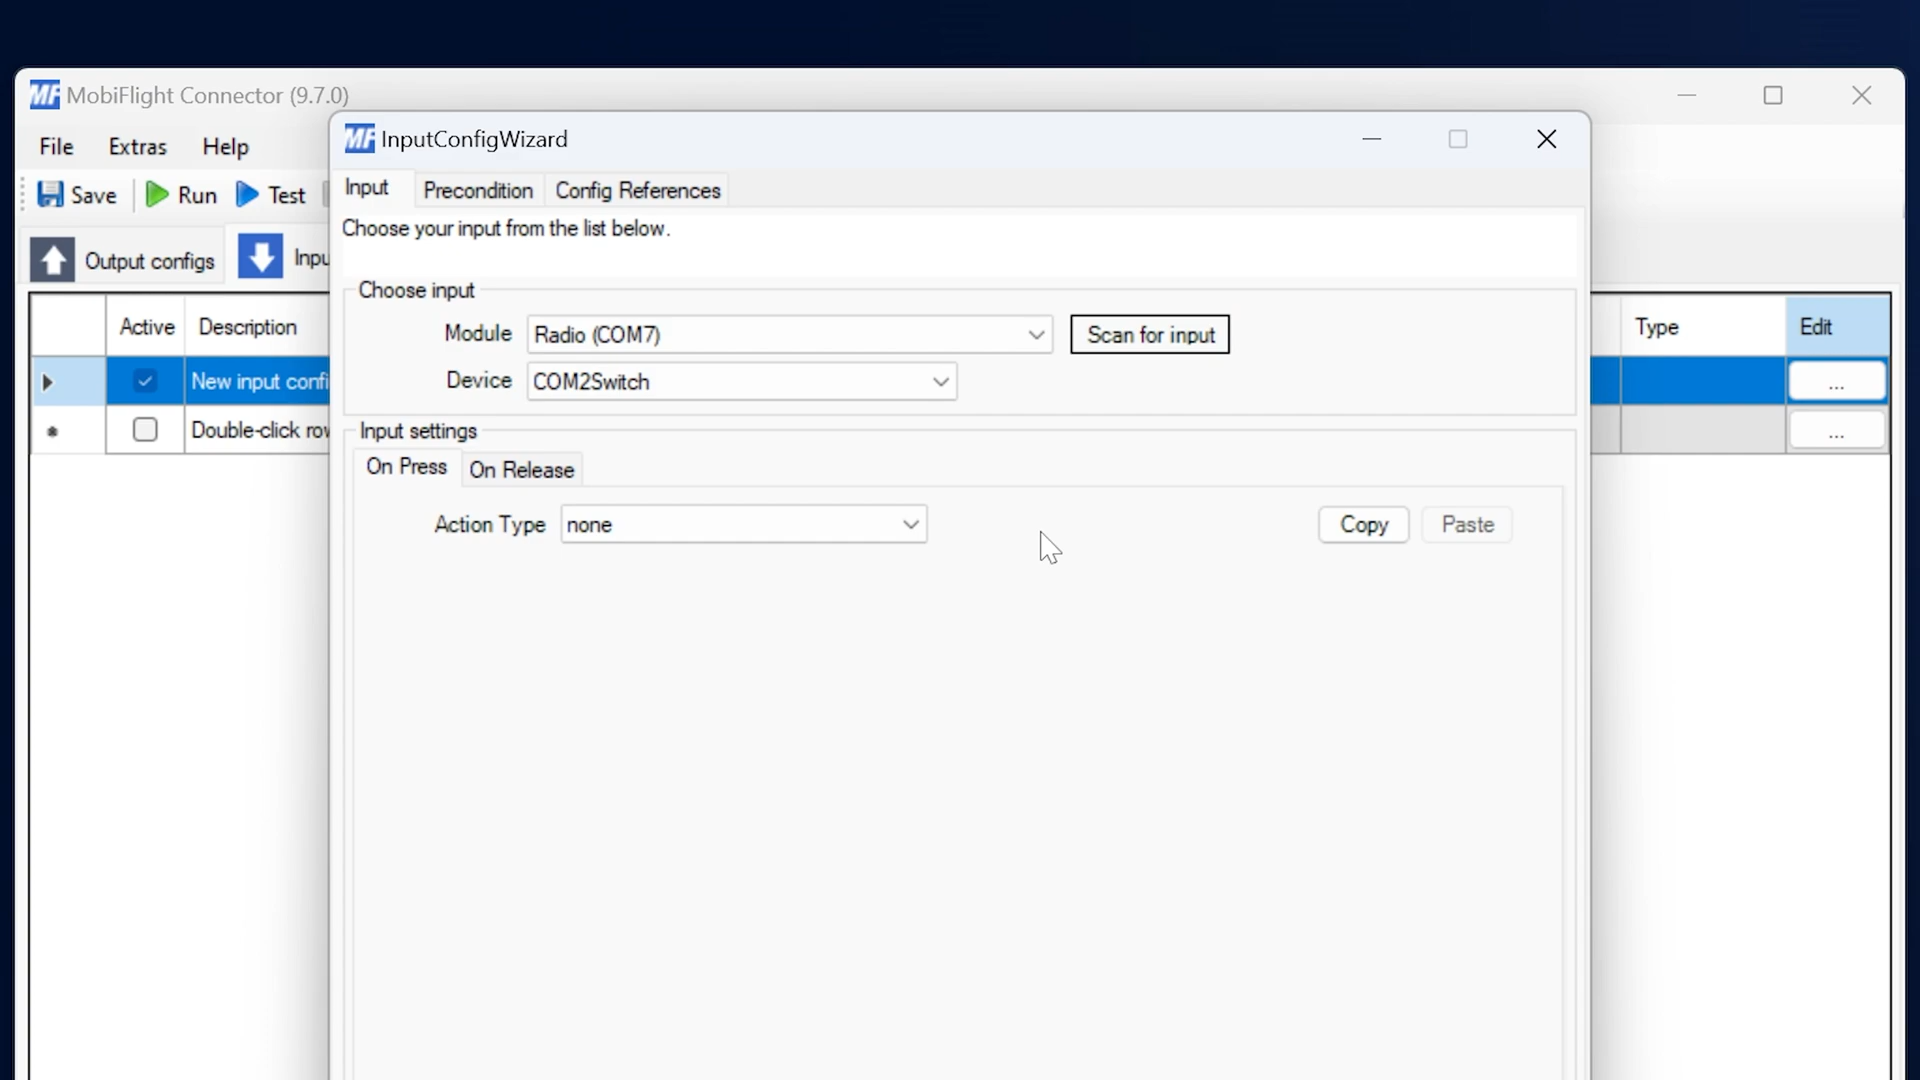 MF MobiFlight Connector (9.7.0)
File Extras Help
Save Run Test
Output configs
Active Description Type Edit
New input confi ...
Double-click ...
MF InputConfigWizard
Input Precondition Config References
Choose your input from the list below.
Choose input
Module Radio (COM7) Scan for input
Device COM2Switch
Input settings
On Press On Release
Action Type none Copy Paste